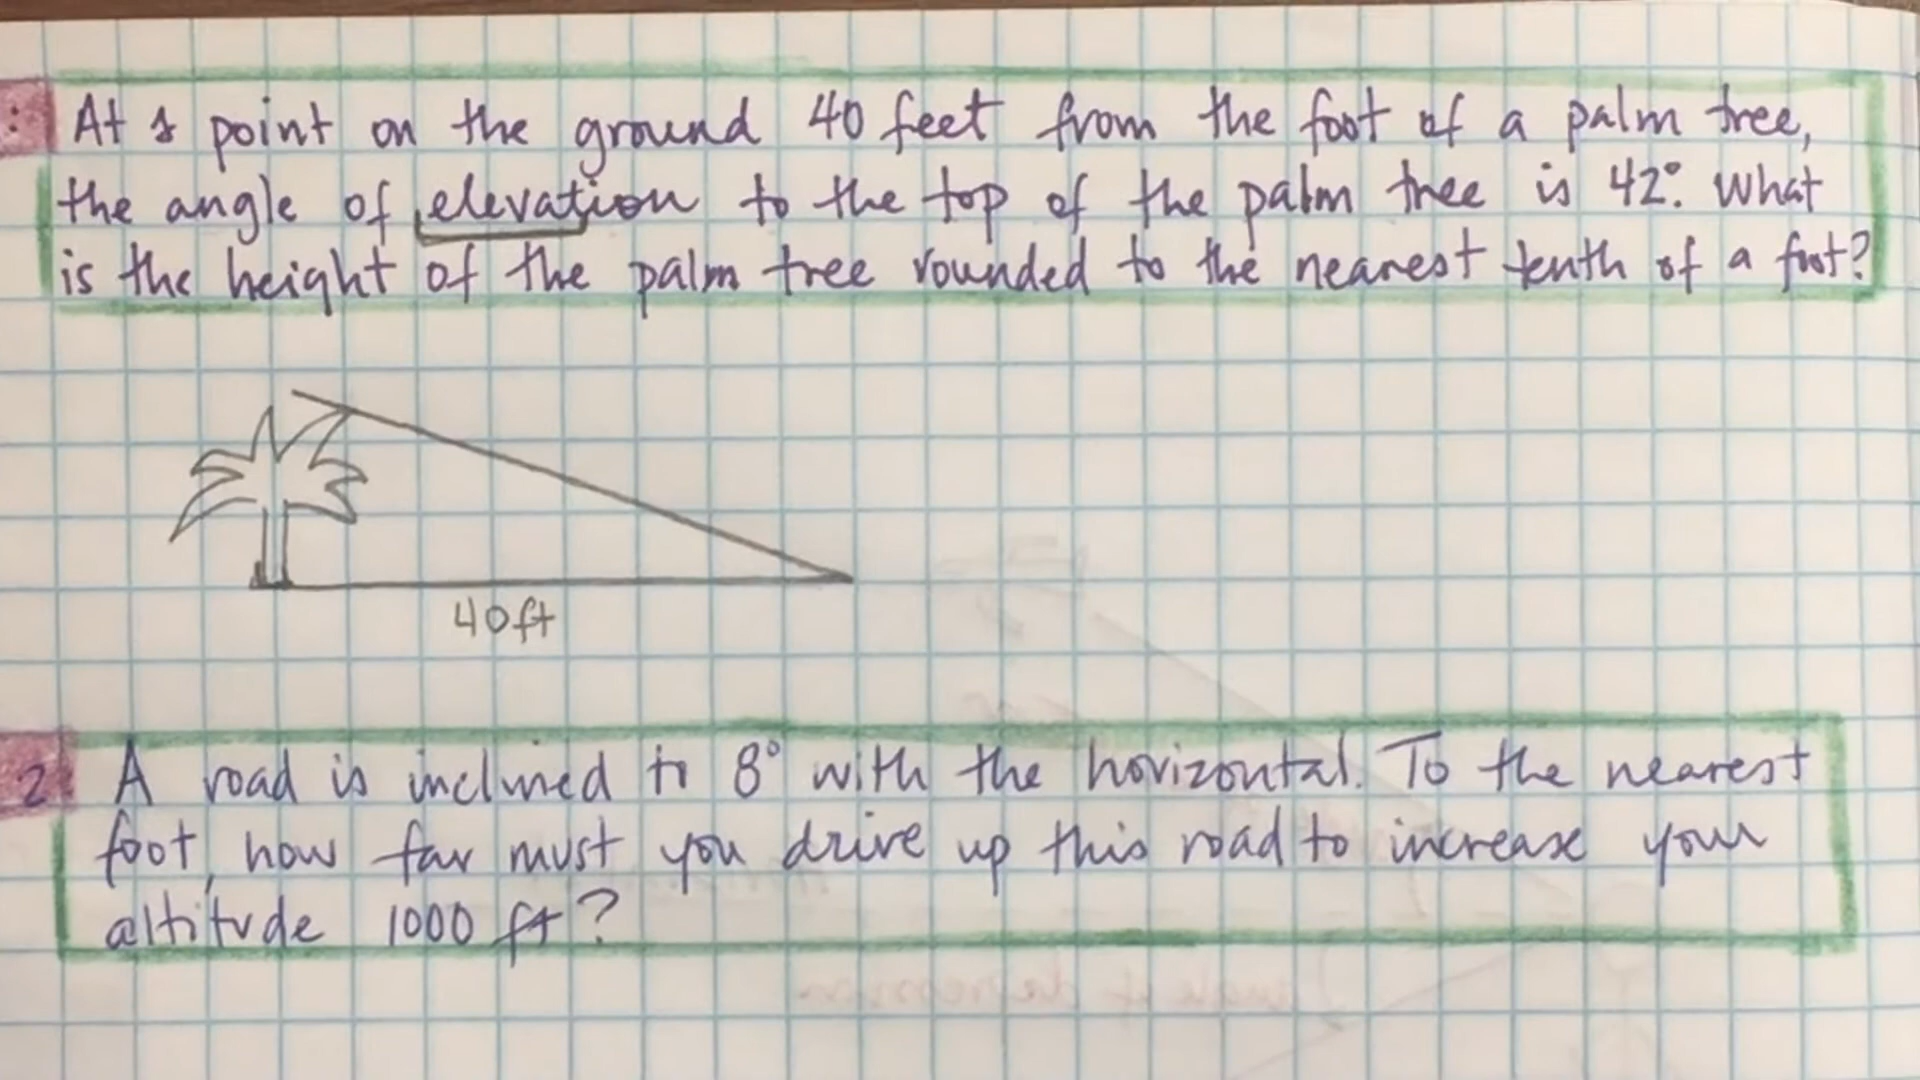 At a point on the ground 40 feet from the foot of a palm tree,
the angle of elevation to the top of the palm tree is 42°. What
is the height of the palm tree rounded to the nearest tenth of a foot?
40ft
2 A road is inclined to 8° with the horizontal. To the nearest
foot, how far must you drive up this road to increase your
altitude 1000 ft?